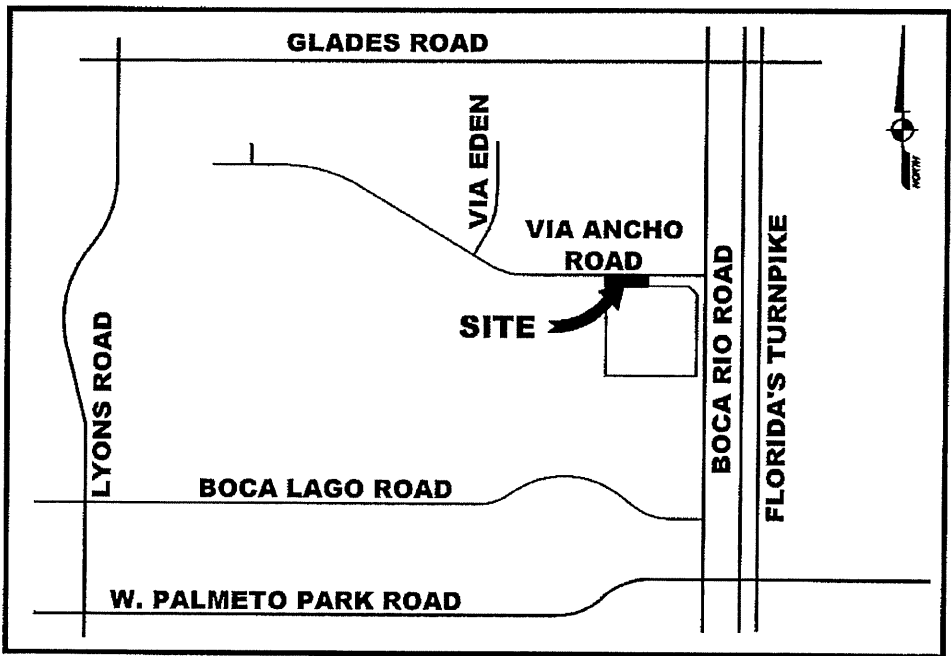 GLADES ROAD
VIA EDEN
VIA ANCHO
ROAD
SITE
LYONS ROAD
BOCA RIO ROAD
FLORIDA'S TURNPIKE
BOCA LAGO ROAD
W. PALMETO PARK ROAD
NORTH